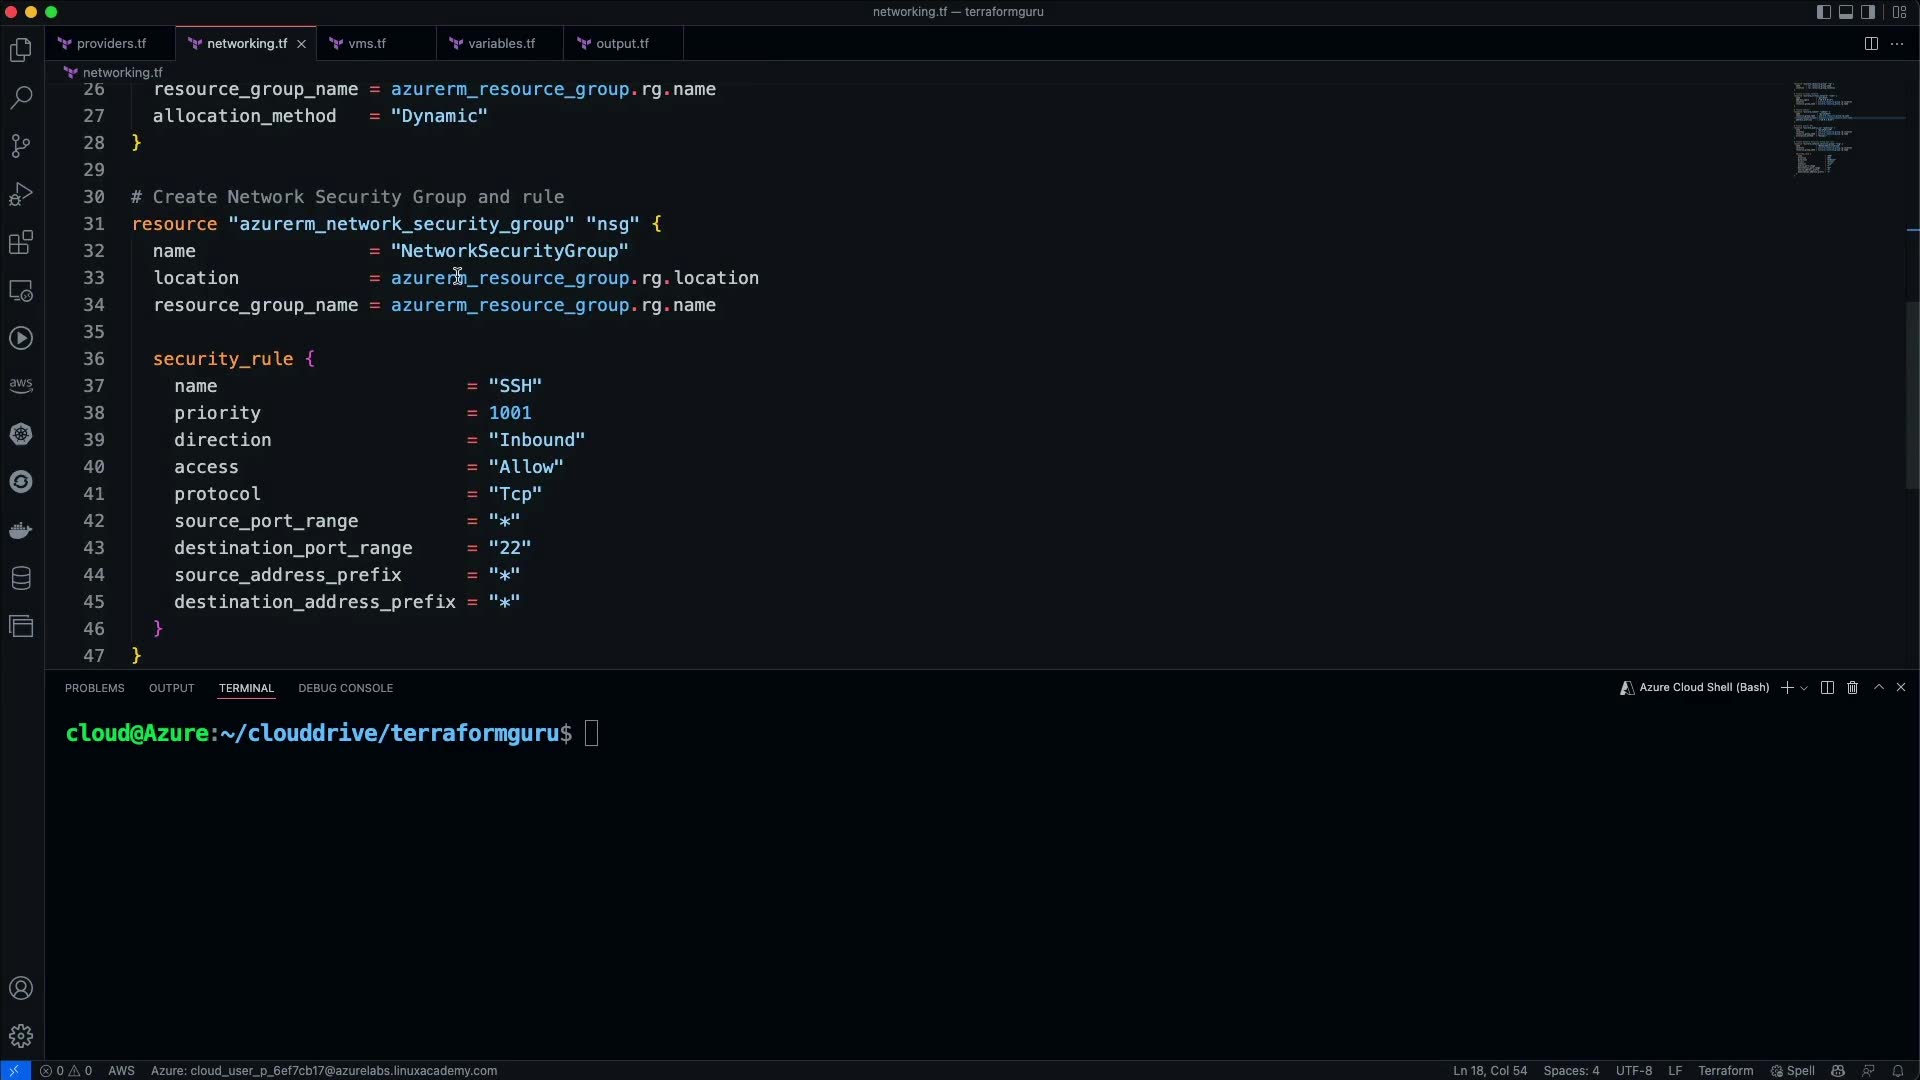 networking.tf — terraformguru
providers.tf
networking.tf
vms.tf
variables.tf
output.tf
networking.tf
26 resource_group_name = azurerm_resource_group.rg.name
27 allocation_method = "Dynamic"
28 }
29
30 # Create Network Security Group and rule
31 resource "azurerm_network_security_group" "nsg" {
32 name = "NetworkSecurityGroup"
33 location = azurerm_resource_group.rg.location
34 resource_group_name = azurerm_resource_group.rg.name
35
36 security_rule {
37 name = "SSH"
38 priority = 1001
39 direction = "Inbound"
40 access = "Allow"
41 protocol = "Tcp"
42 source_port_range = "*"
43 destination_port_range = "22"
44 source_address_prefix = "*"
45 destination_address_prefix = "*"
46 }
47 }
aws
PROBLEMS OUTPUT TERMINAL DEBUG CONSOLE
Azure Cloud Shell (Bash)
cloud@Azure:~/clouddrive/terraformguru$
0 0 AWS Azure: cloud_user_p_6ef7cb17@azurelabs.linuxacademy.com
Ln 18, Col 54 Spaces: 4 UTF-8 LF Terraform Spell